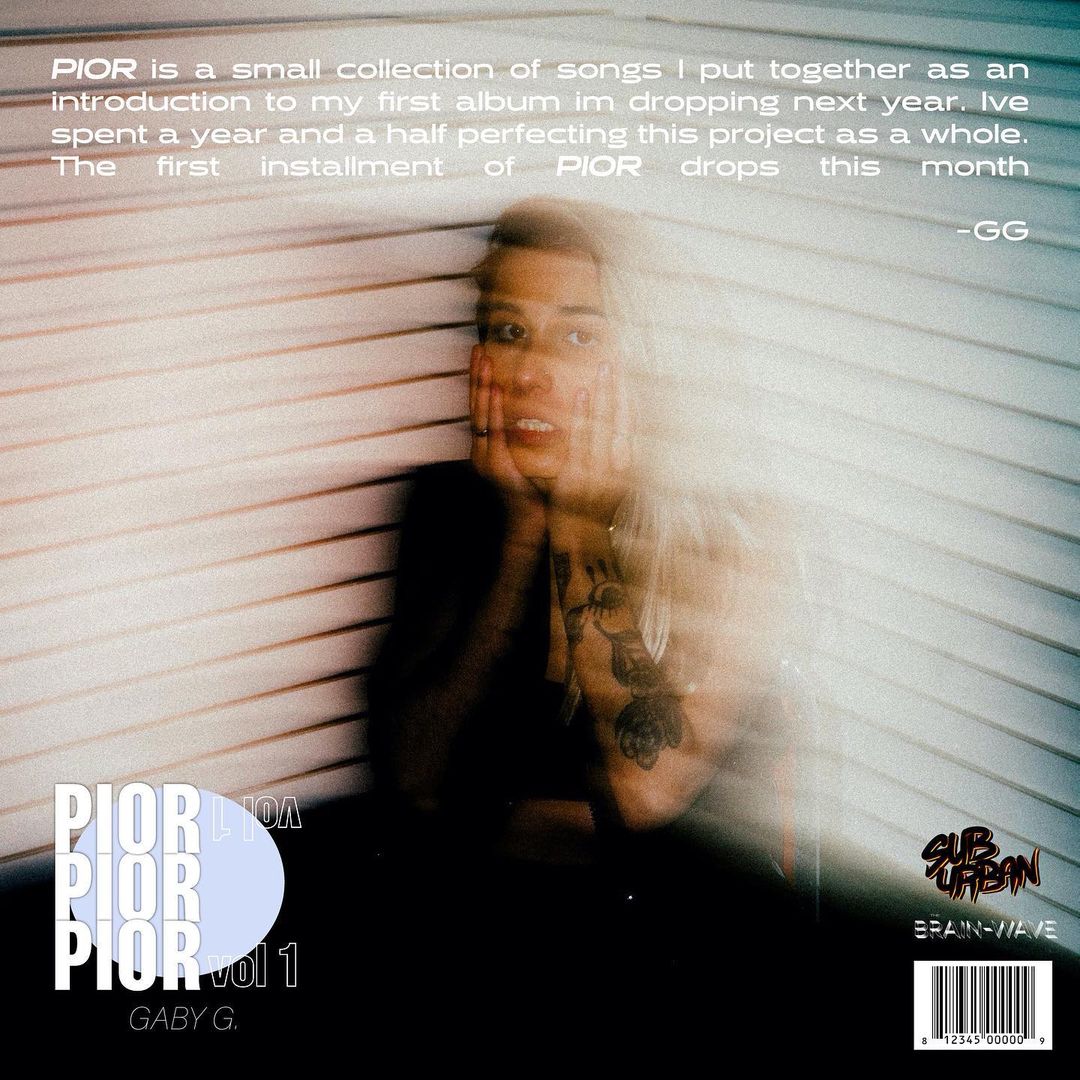 PIOR is a small collection of songs I put together as an
introduction to my first album im dropping next year. Ive
spent a year and a half perfecting this project as a whole.
The first installment of PIOR drops this month
-GG
PIOR vol 1
PIOR
PIOR vol 1
GABY G.
SUB
URBAN
THE
BRAIN-WAVE
8 12345 00000 9